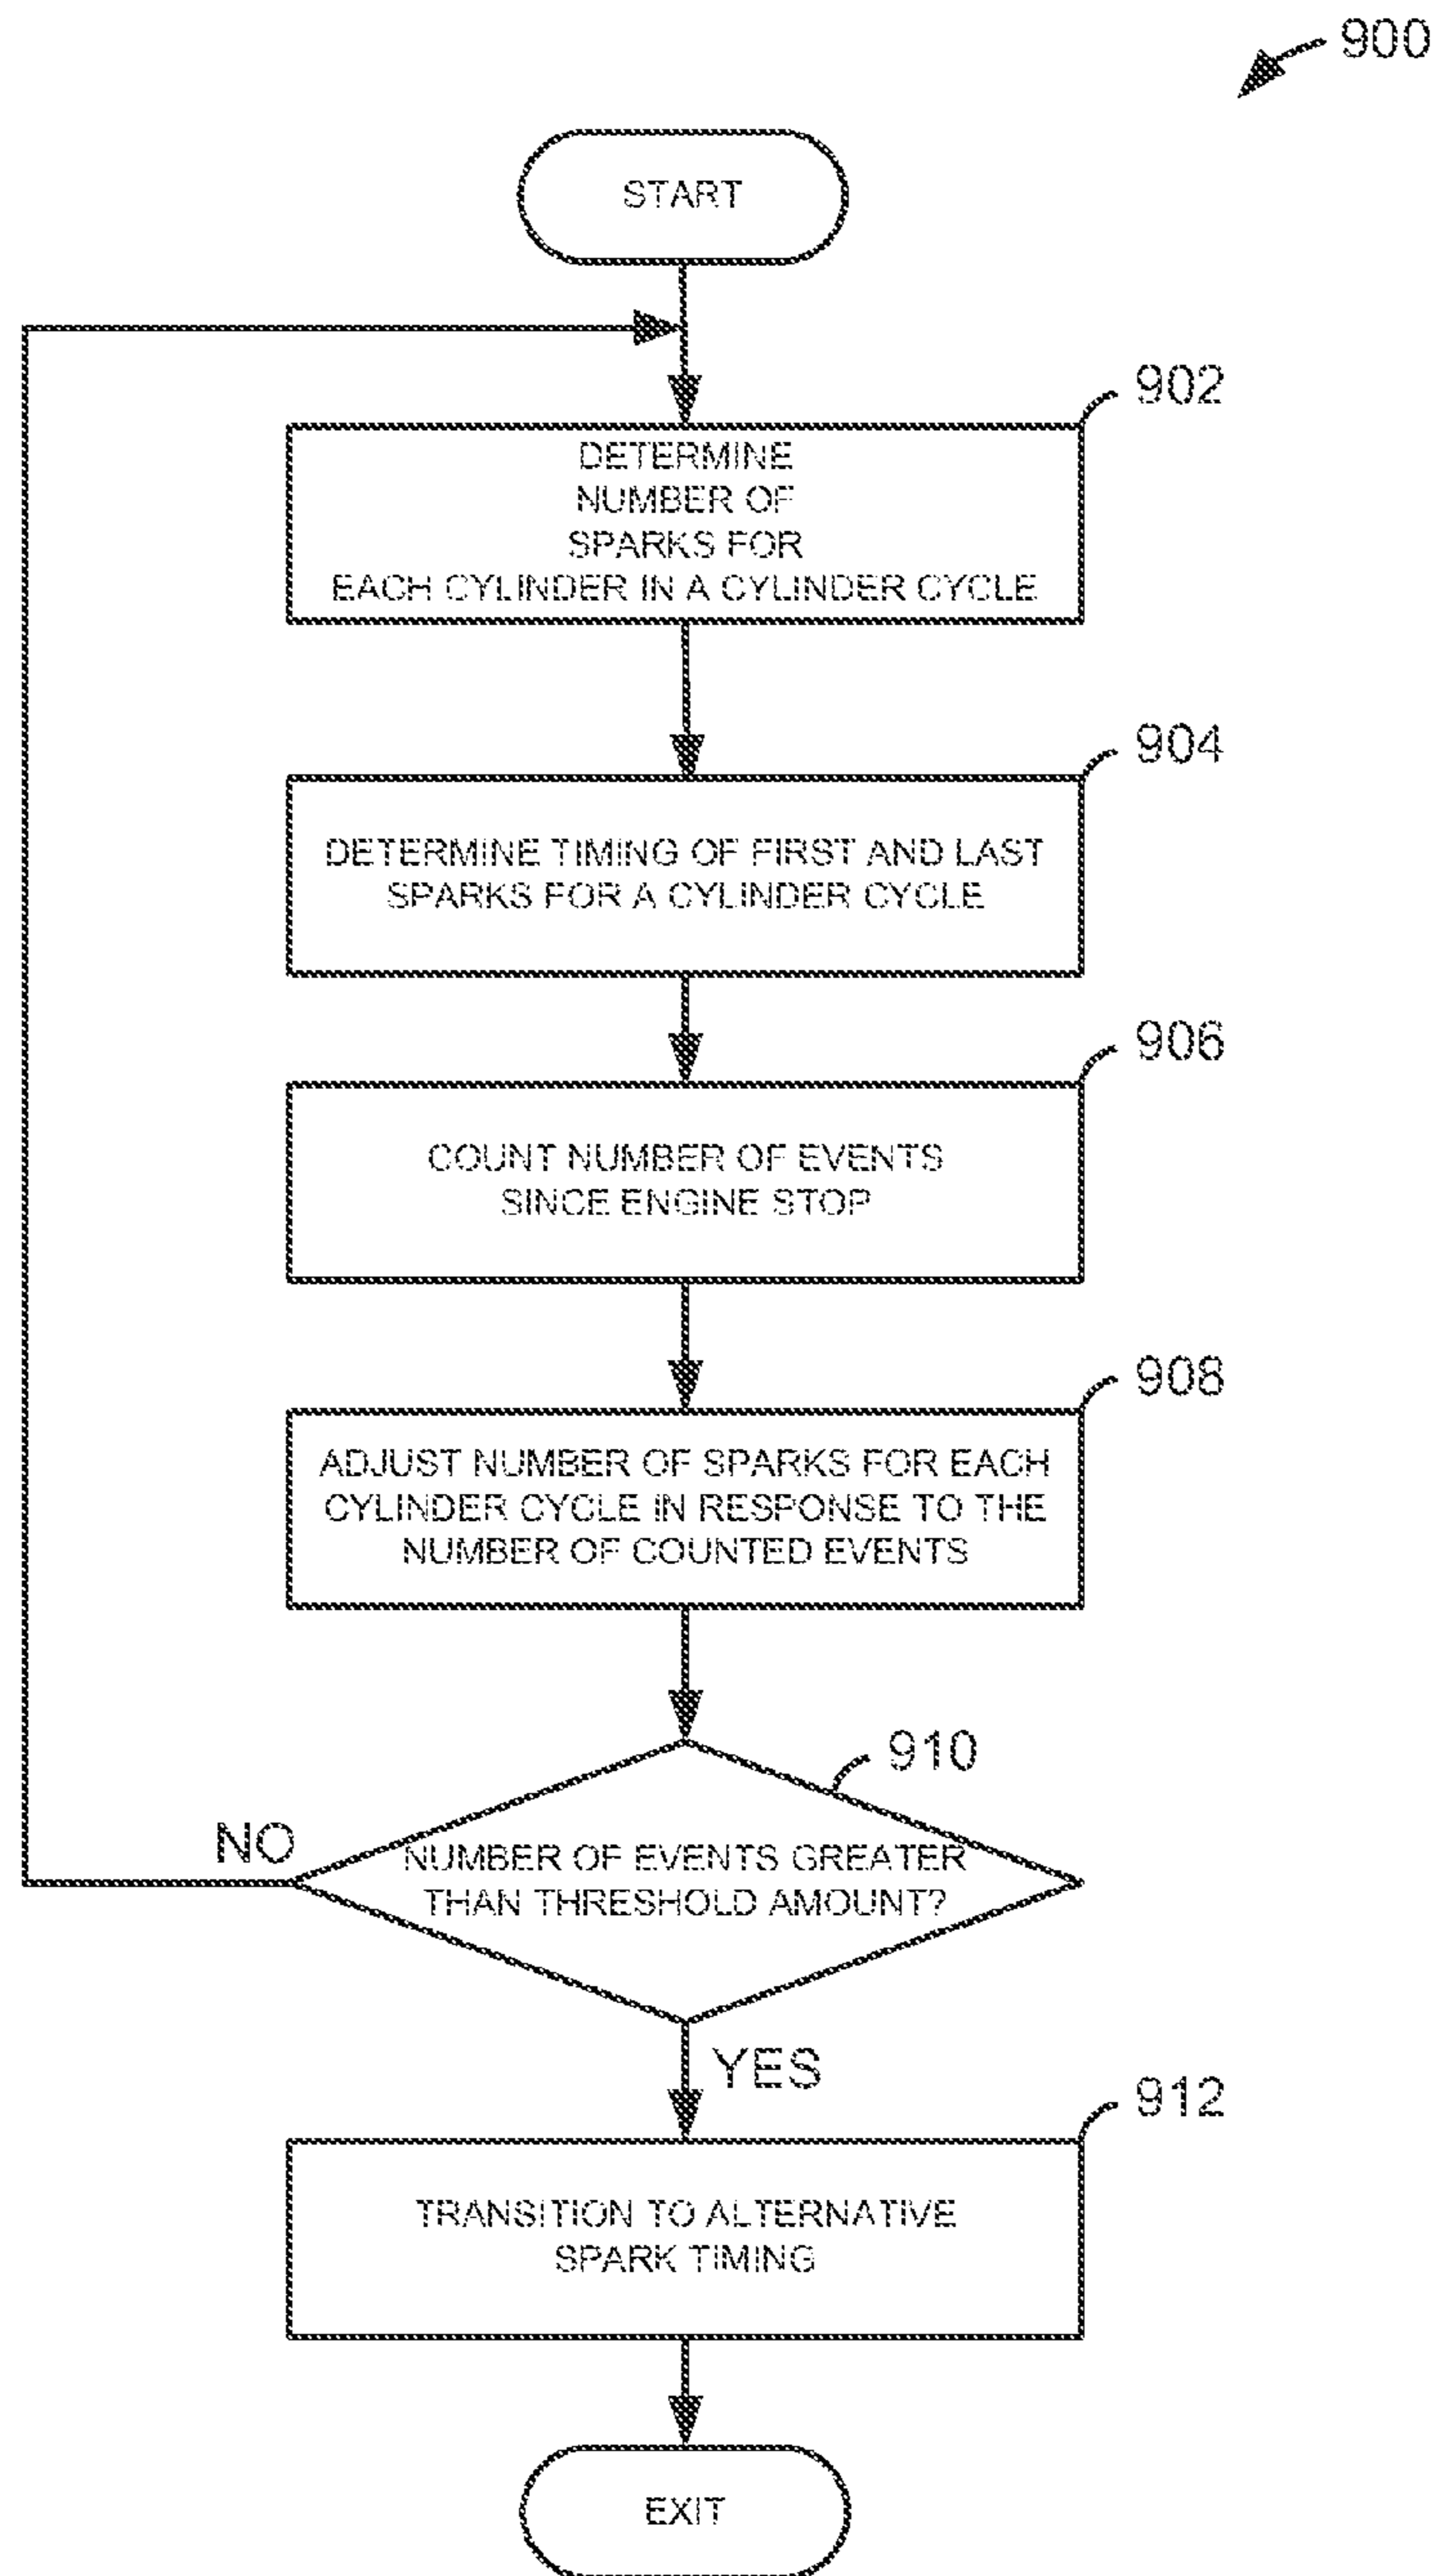 900
START
902
DETERMINE
NUMBER OF
SPARKS FOR
EACH CYLINDER IN A CYLINDER CYCLE
904
DETERMINE TIMING OF FIRST AND LAST
SPARKS FOR A CYLINDER CYCLE
906
COUNT NUMBER OF EVENTS
SINCE ENGINE STOP
908
ADJUST NUMBER OF SPARKS FOR EACH
CYLINDER CYCLE IN RESPONSE TO THE
NUMBER OF COUNTED EVENTS
910
NO
NUMBER OF EVENTS GREATER
THAN THRESHOLD AMOUNT?
YES
912
TRANSITION TO ALTERNATIVE
SPARK TIMING
EXIT